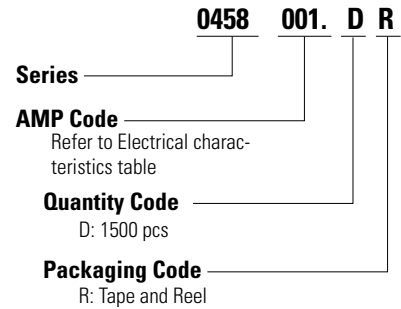 0458 001. D R
Series
AMP Code
Refer to Electrical charac-
teristics table
Quantity Code
D: 1500 pcs
Packaging Code
R: Tape and Reel